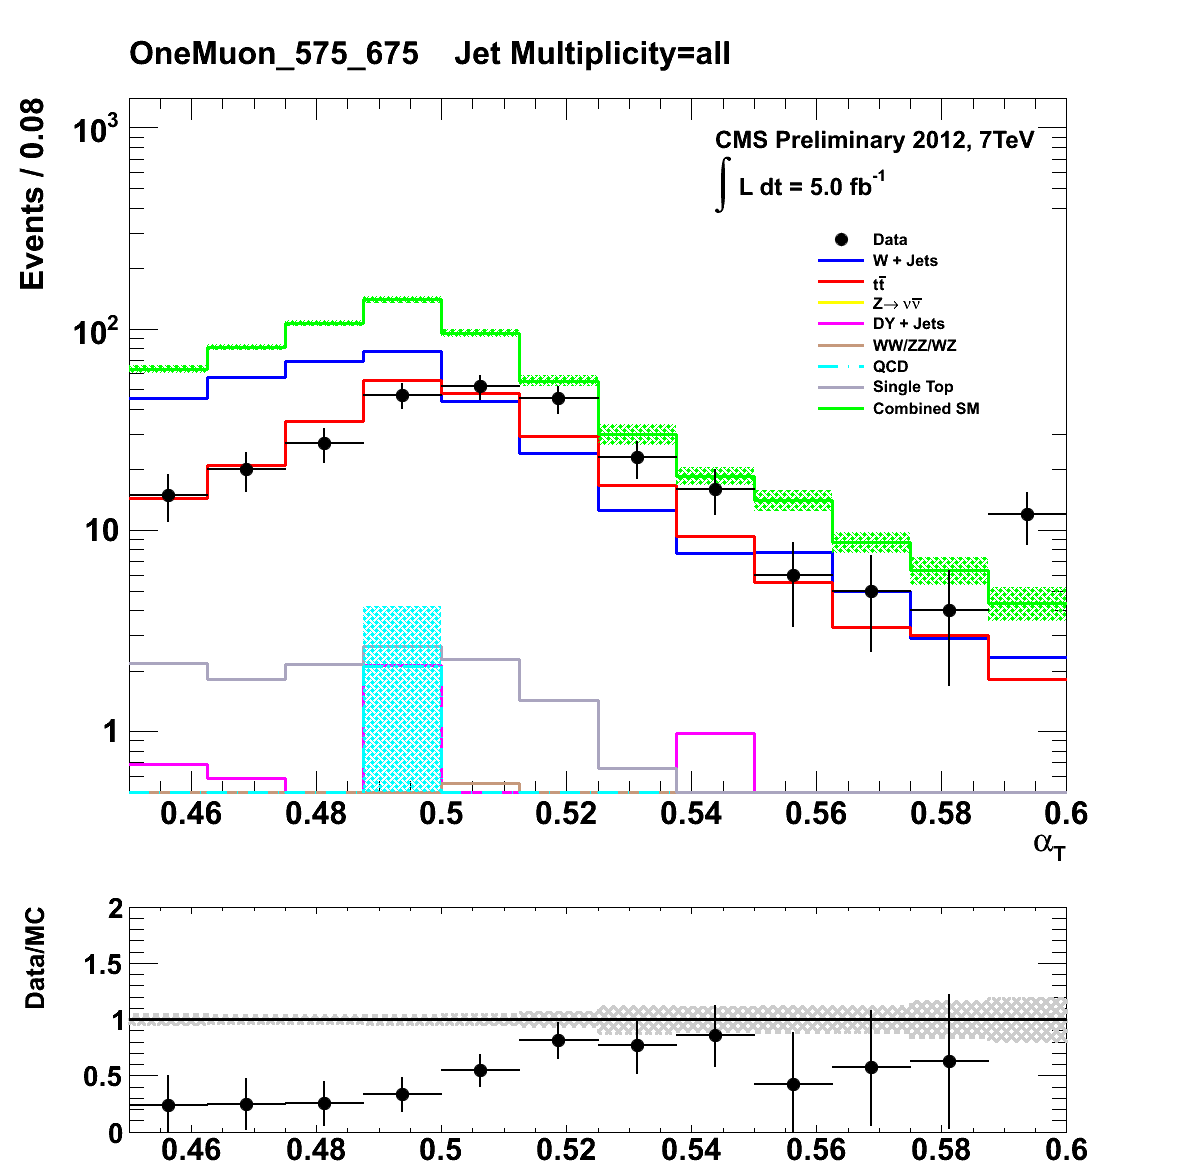 OneMuon_575_675 Jet Multiplicity=all
Events / 0.08
10³
10²
10
1
CMS Preliminary 2012, 7TeV
∫ L dt = 5.0 fb⁻¹
Data
W + Jets
tt̅
Z→ νν̅
DY + Jets
WW/ZZ/WZ
QCD
Single Top
Combined SM
0.46 0.48 0.5 0.52 0.54 0.56 0.58 0.6
α_T
Data/MC
2
1.5
1
0.5
0
0.46 0.48 0.5 0.52 0.54 0.56 0.58 0.6